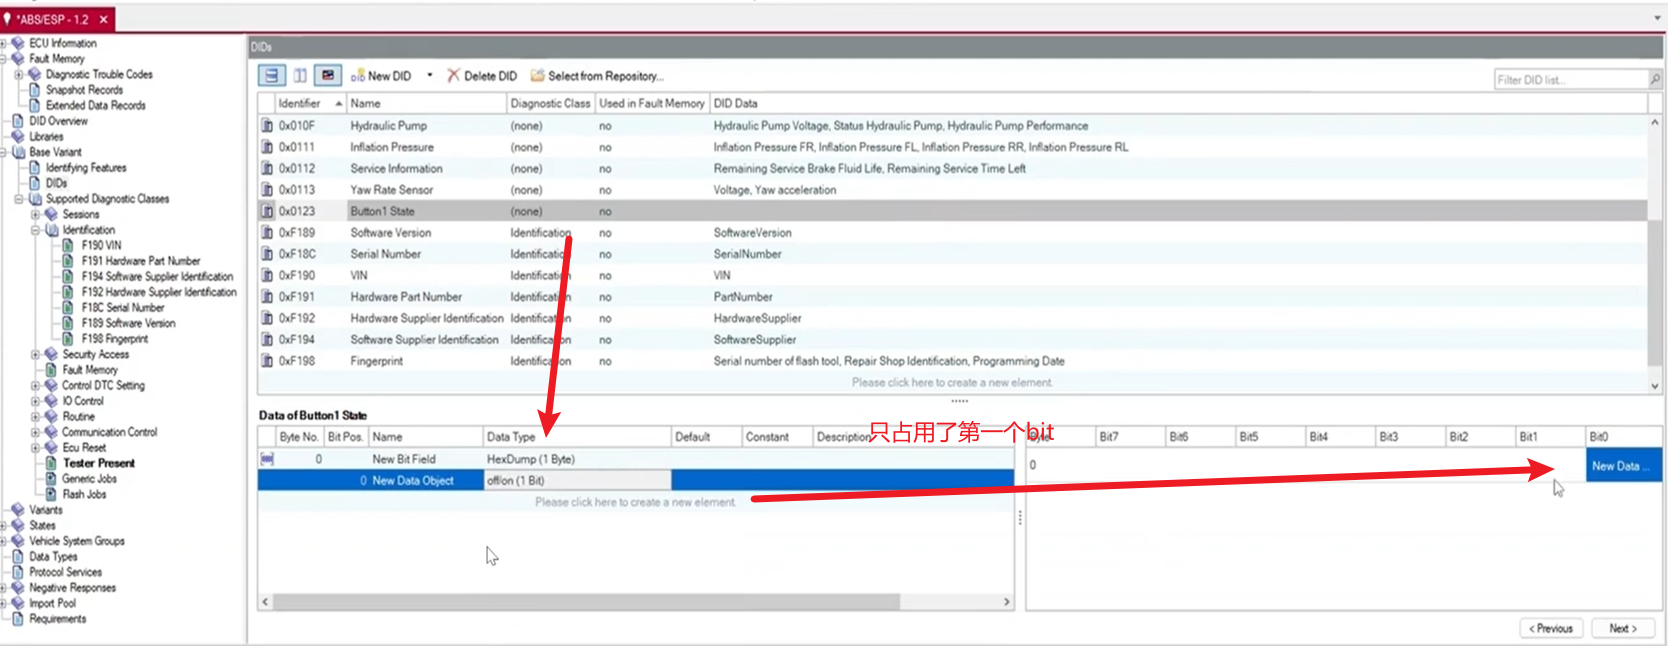 *ABS/ESP - 1.2
ECU Information
Fault Memory
Diagnostic Trouble Codes
Snapshot Records
Extended Data Records
DID Overview
Libraries
Base Variant
Identifying Features
DIDs
Supported Diagnostic Classes
Sessions
Identification
F190 VIN
F191 Hardware Part Number
F194 Software Supplier Identification
F192 Hardware Supplier Identification
F18C Serial Number
F189 Software Version
F198 Fingerprint
Security Access
Fault Memory
Control DTC Setting
IO Control
Routine
Communication Control
Ecu Reset
Tester Present
Generic Jobs
Flash Jobs
Variants
States
Vehicle System Groups
Data Types
Protocol Services
Negative Responses
Import Pool
Requirements
DIDs
New DID Delete DID Select from Repository... Filter DID list...
Identifier Name Diagnostic Class Used in Fault Memory DID Data
0x010F Hydraulic Pump (none) no Hydraulic Pump Voltage, Status Hydraulic Pump, Hydraulic Pump Performance
0x0111 Inflation Pressure (none) no Inflation Pressure FR, Inflation Pressure FL, Inflation Pressure RR, Inflation Pressure RL
0x0112 Service Information (none) no Remaining Service Brake Fluid Life, Remaining Service Time Left
0x0113 Yaw Rate Sensor (none) no Voltage, Yaw acceleration
0x0123 Button1 State (none) no
0xF189 Software Version Identification no SoftwareVersion
0xF18C Serial Number Identification no SerialNumber
0xF190 VIN Identification no VIN
0xF191 Hardware Part Number Identification no PartNumber
0xF192 Hardware Supplier Identification Identification no HardwareSupplier
0xF194 Software Supplier Identification Identification no SoftwareSupplier
0xF198 Fingerprint Identification no Serial number of flash tool, Repair Shop Identification, Programming Date
Please click here to create a new element.
Data of Button1 State
只占用了第一个bit
Byte No. Bit Pos. Name Data Type Default Constant Description
0 New Bit Field HexDump (1 Byte)
0 New Data Object off/on (1 Bit)
Please click here to create a new element.
Byte Bit7 Bit6 Bit5 Bit4 Bit3 Bit2 Bit1 Bit0
0 New Data ...
< Previous Next >